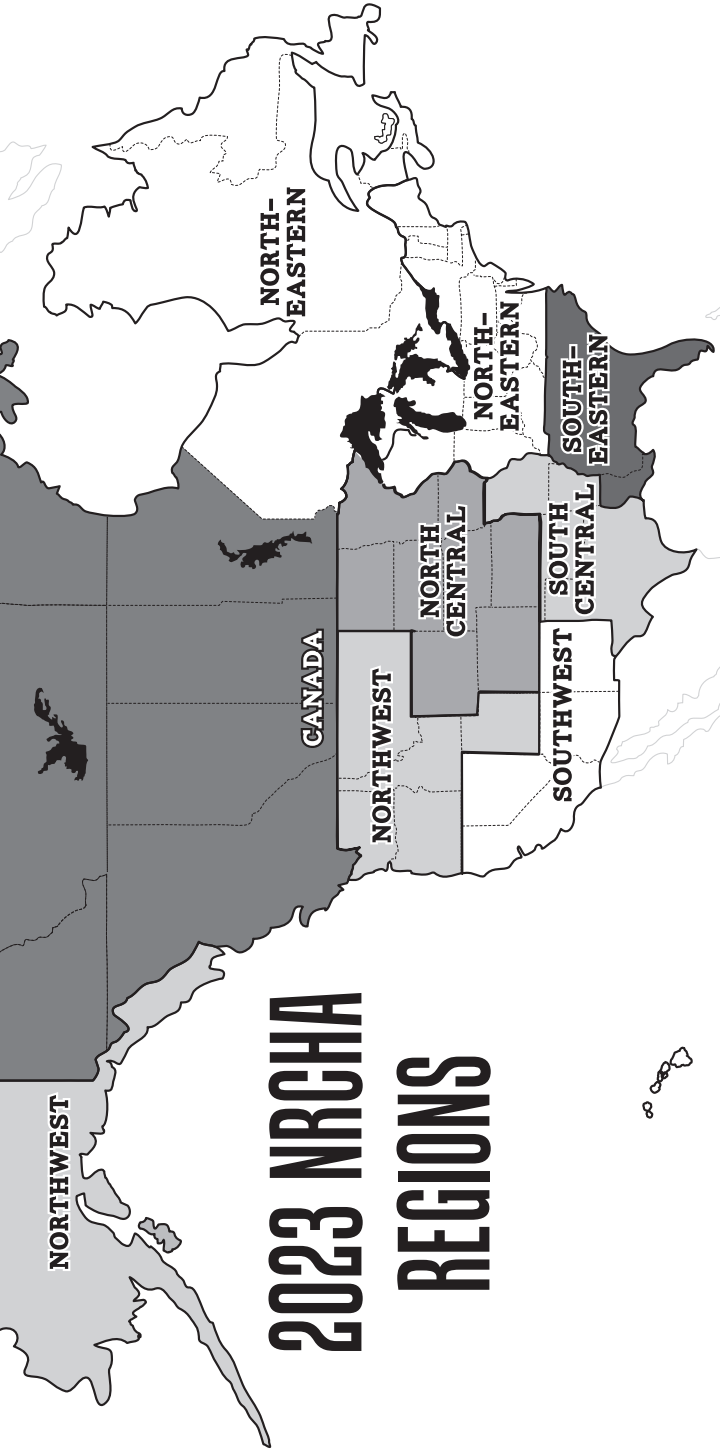 2023 NRCHA
REGIONS
NORTHWEST
CANADA
NORTH-
EASTERN
NORTHWEST
NORTH
CENTRAL
NORTH-
EASTERN
SOUTHWEST
SOUTH
CENTRAL
SOUTH-
EASTERN